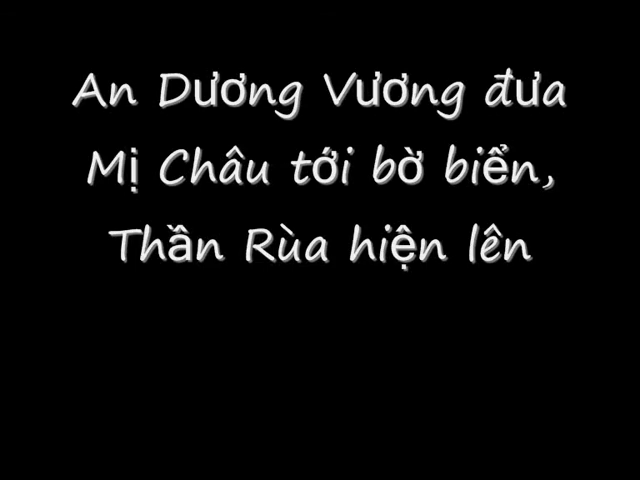 An Dương Vương đưa
Mị Châu tới bờ biển,
Thần Rùa hiện lên